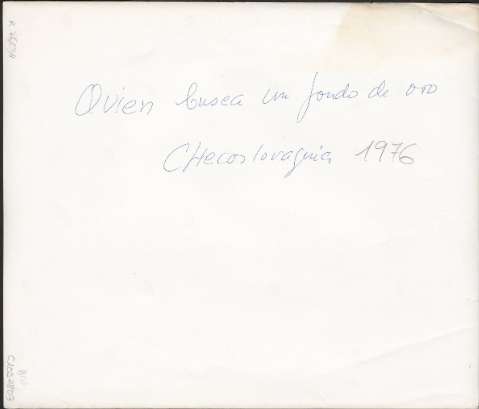 Quien busca un fondo de oro
CHecoslovaquia 1976